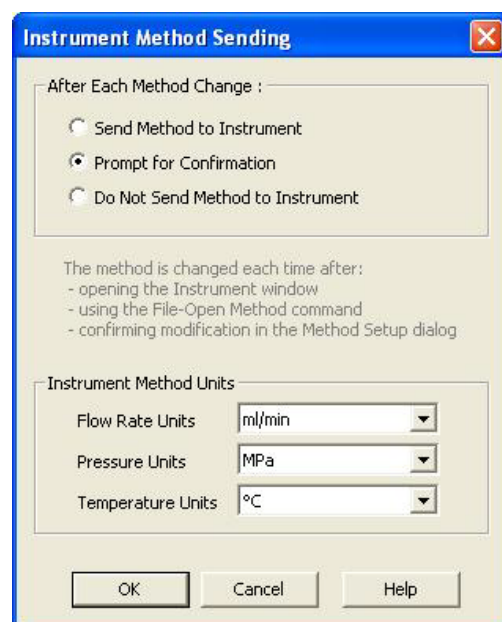 Instrument Method Sending
After Each Method Change :
Send Method to Instrument
Prompt for Confirmation
Do Not Send Method to Instrument
The method is changed each time after:
- opening the Instrument window
- using the File-Open Method command
- confirming modification in the Method Setup dialog
Instrument Method Units
Flow Rate Units ml/min
Pressure Units MPa
Temperature Units °C
OK Cancel Help